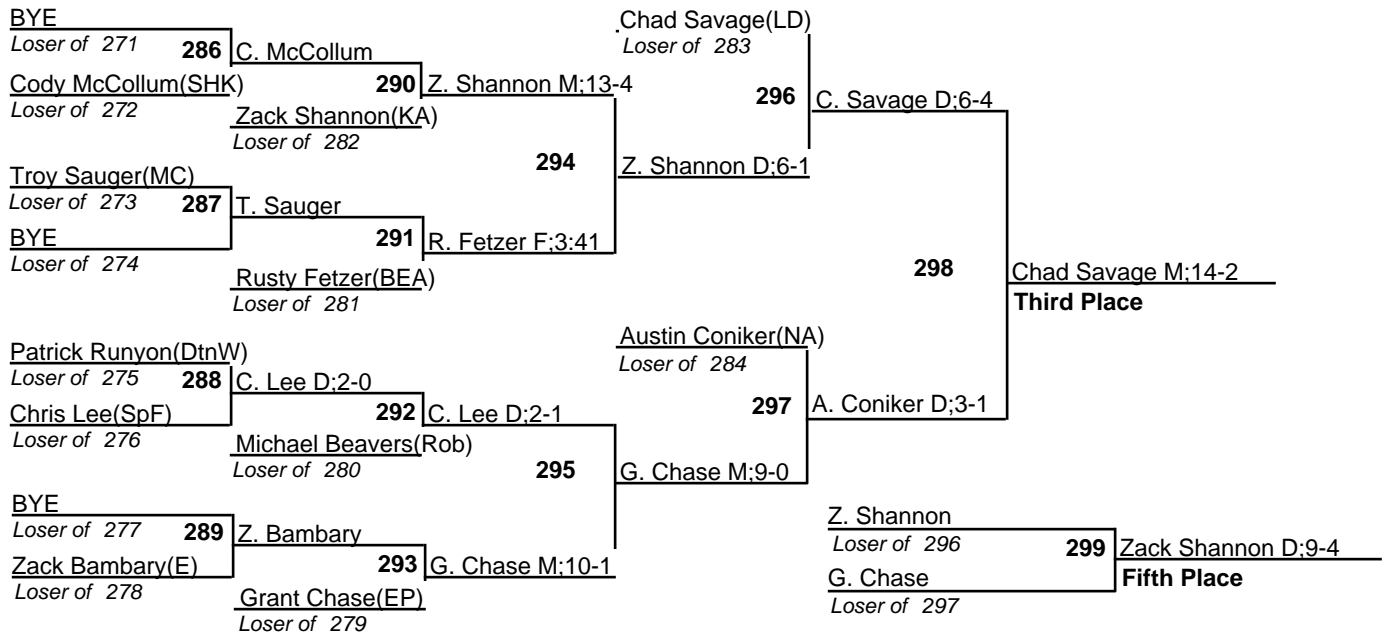 BYE
Loser of 271
286
C. McCollum
Cody McCollum(SHK)
Loser of 272
290
Z. Shannon M;13-4
Zack Shannon(KA)
Loser of 282
Troy Sauger(MC)
Loser of 273
287
T. Sauger
BYE
Loser of 274
291
R. Fetzer F;3:41
Rusty Fetzer(BEA)
Loser of 281
294
Z. Shannon D;6-1
Chad Savage(LD)
Loser of 283
296
C. Savage D;6-4
Patrick Runyon(DtnW)
Loser of 275
288
C. Lee D;2-0
Chris Lee(SpF)
Loser of 276
292
C. Lee D;2-1
Michael Beavers(Rob)
Loser of 280
BYE
Loser of 277
289
Z. Bambary
Zack Bambary(E)
Loser of 278
293
G. Chase M;10-1
Grant Chase(EP)
Loser of 279
295
G. Chase M;9-0
Austin Coniker(NA)
Loser of 284
297
A. Coniker D;3-1
298
Chad Savage M;14-2
Third Place
Z. Shannon
Loser of 296
299
Zack Shannon D;9-4
G. Chase
Fifth Place
Loser of 297